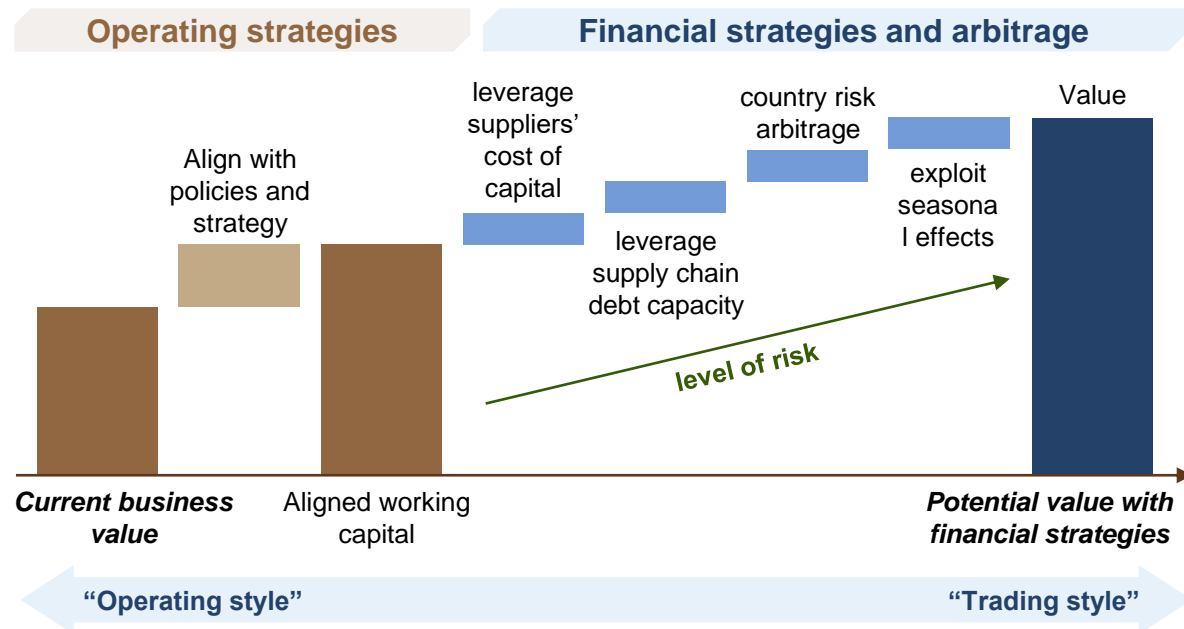 Operating strategies
Financial strategies and arbitrage
leverage
suppliers’
cost of
capital
country risk
arbitrage
Value
Align with
policies and
strategy
exploit
seasona
l effects
leverage
supply chain
debt capacity
level of risk
Current business
value
Aligned working
capital
Potential value with
financial strategies
“Operating style”
“Trading style”